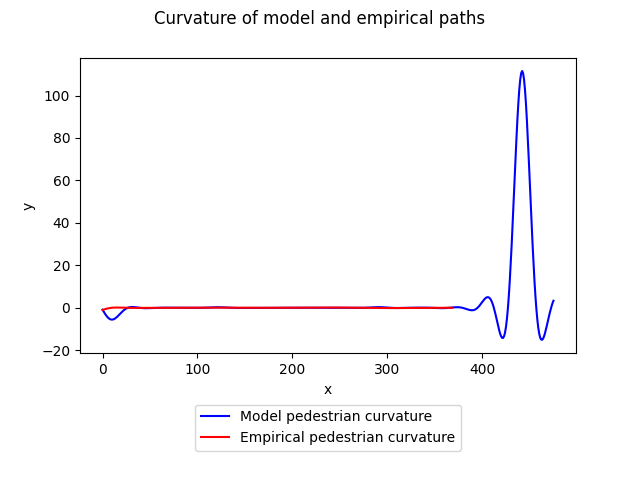 Curvature of model and empirical paths
100
80
60
40
20
0
−20
y
0 100 200 300 400
x
Model pedestrian curvature
Empirical pedestrian curvature